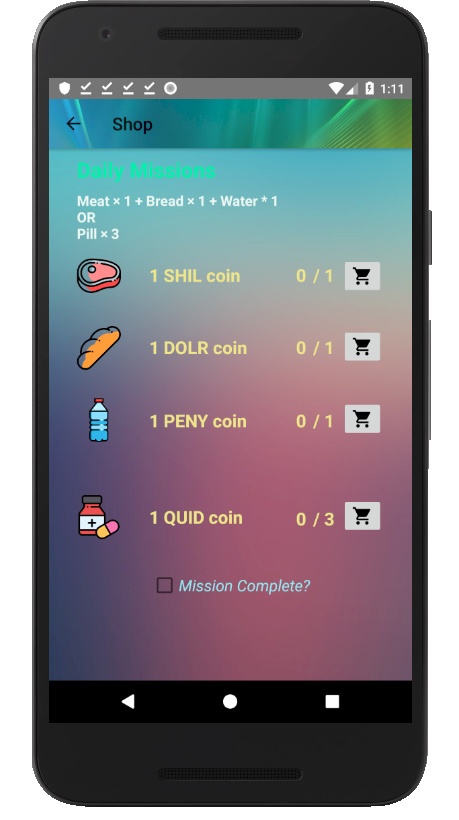 1:11
Shop
Daily Missions
Meat × 1 + Bread × 1 + Water * 1
OR
Pill × 3
1 SHIL coin 0 / 1
1 DOLR coin 0 / 1
1 PENY coin 0 / 1
1 QUID coin 0 / 3
Mission Complete?